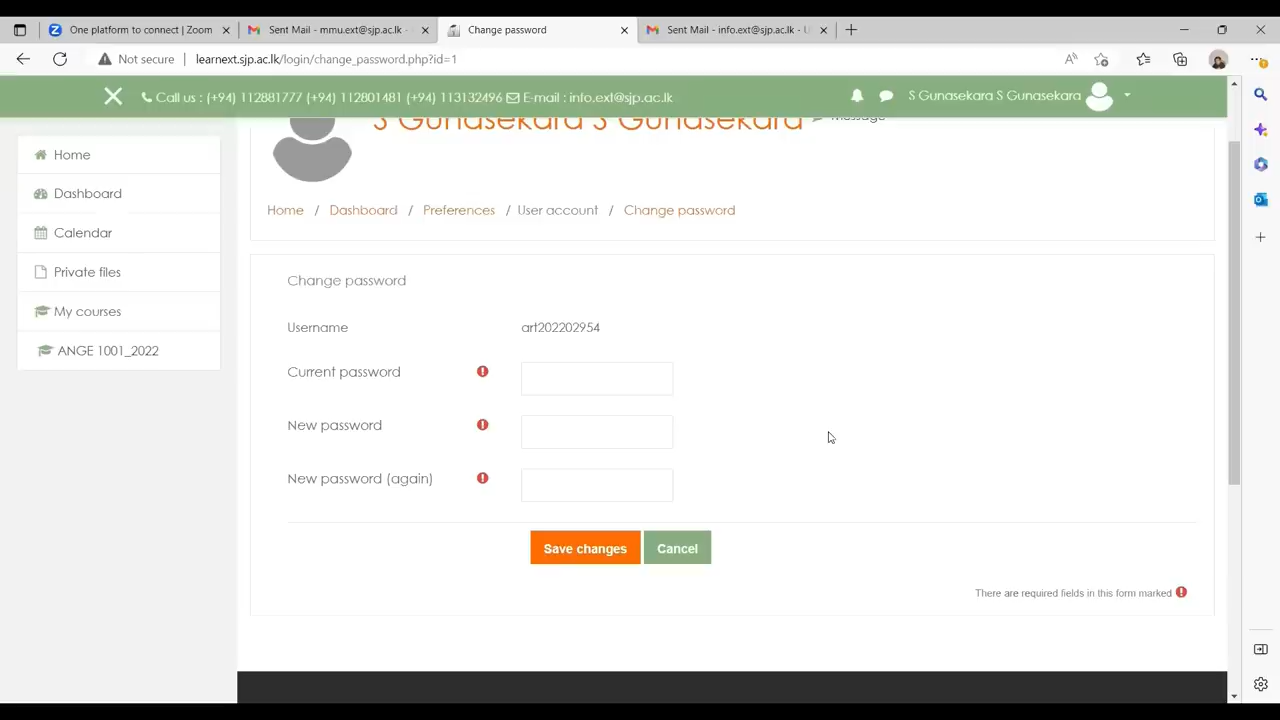 One platform to connect | Zoom
Sent Mail - mmu.ext@sjp.ac.lk -
Change password
Sent Mail - info.ext@sjp.ac.lk - U
Not secure learnext.sjp.ac.lk/login/change_password.php?id=1
Call us : (+94) 112881777 (+94) 112801481 (+94) 113132496 E-mail : info.ext@sjp.ac.lk
S Gunasekara S Gunasekara
S Gunasekara S Gunasekara Message
Home
Dashboard
Calendar
Private files
My courses
ANGE 1001_2022
Home / Dashboard / Preferences / User account / Change password
Change password
Username art202202954
Current password
New password
New password (again)
Save changes Cancel
There are required fields in this form marked